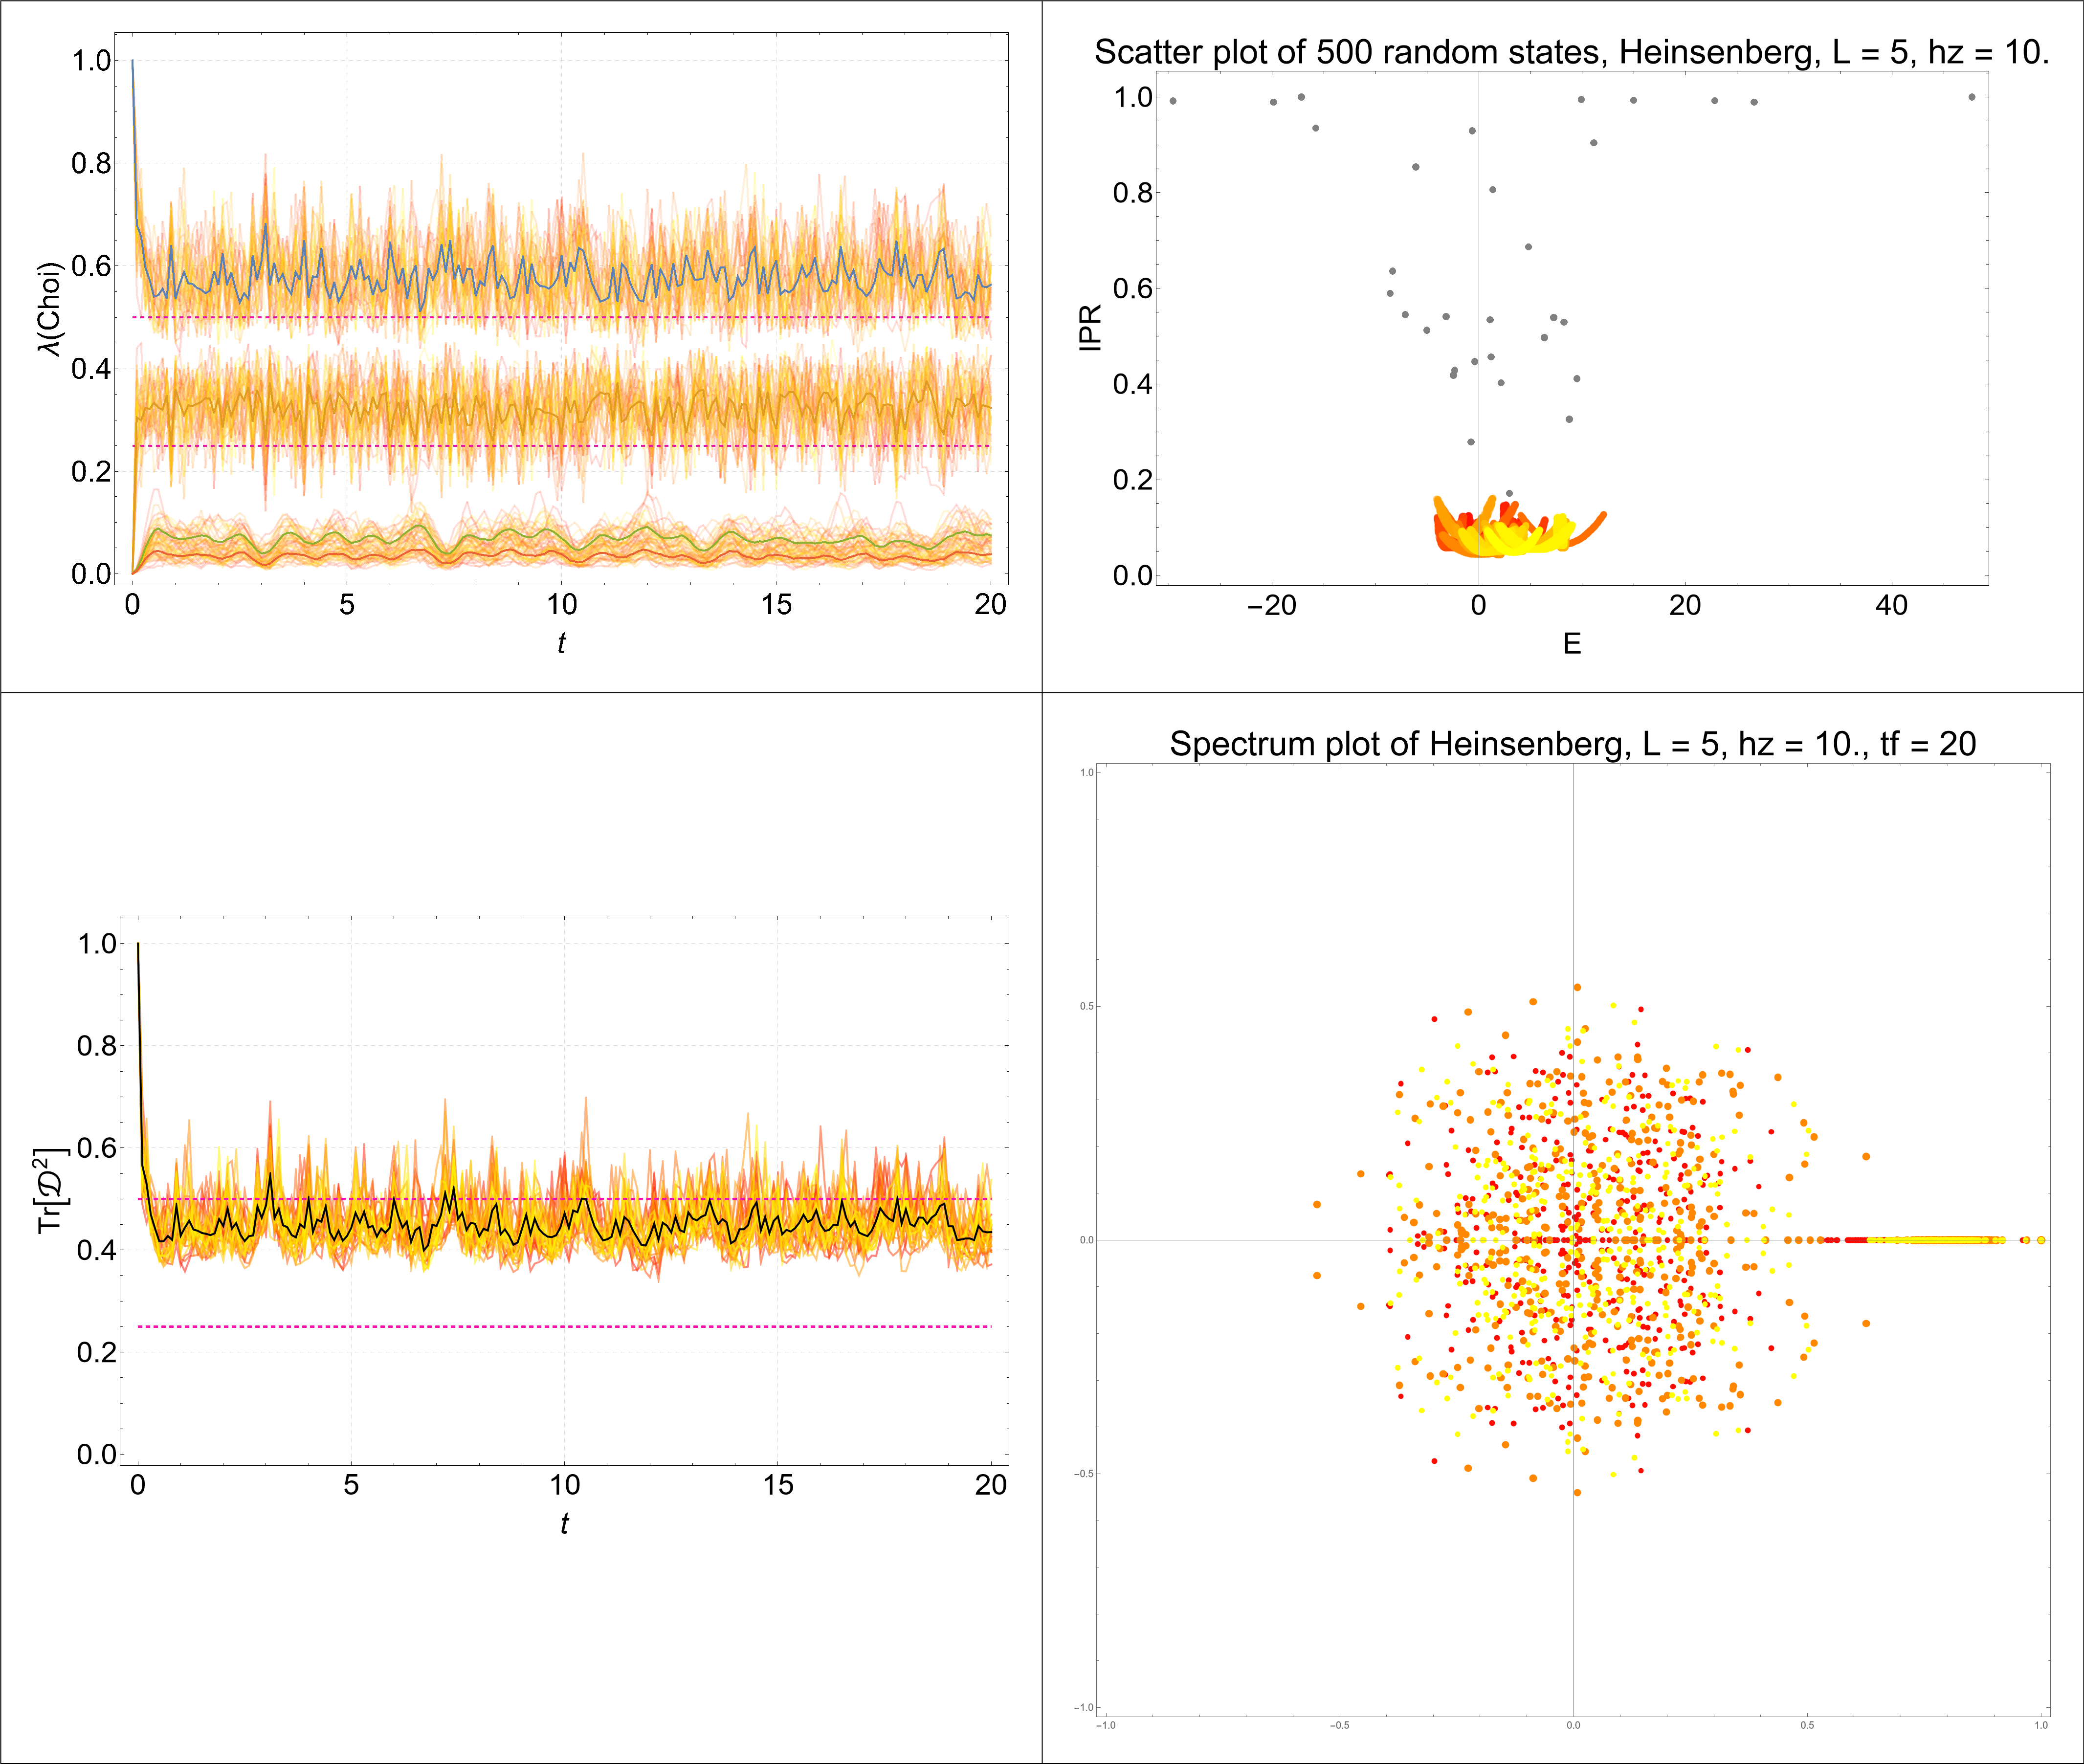 1.0
0.8
0.6
0.4
0.2
0.0
λ(Choi)
0 5 10 15 20
t
Scatter plot of 500 random states, Heinsenberg, L = 5, hz = 10.
1.0
0.8
0.6
0.4
0.2
0.0
IPR
−20 0 20 40
E
1.0
0.8
0.6
0.4
0.2
0.0
Tr[𝒟²]
0 5 10 15 20
t
Spectrum plot of Heinsenberg, L = 5, hz = 10., tf = 20
1.0
0.5
0.0
−0.5
−1.0
−1.0 −0.5 0.0 0.5 1.0